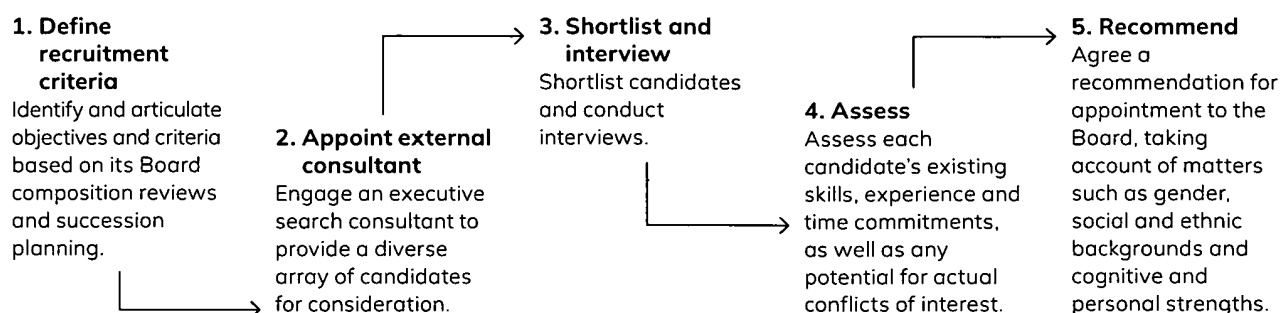 1. Define
recruitment
criteria
Identify and articulate
objectives and criteria
based on its Board
composition reviews
and succession
planning.
2. Appoint external
consultant
Engage an executive
search consultant to
provide a diverse
array of candidates
for consideration.
3. Shortlist and
interview
Shortlist candidates
and conduct
interviews.
4. Assess
Assess each
candidate's existing
skills, experience and
time commitments,
as well as any
potential for actual
conflicts of interest.
5. Recommend
Agree a
recommendation for
appointment to the
Board, taking
account of matters
such as gender,
social and ethnic
backgrounds and
cognitive and
personal strengths.